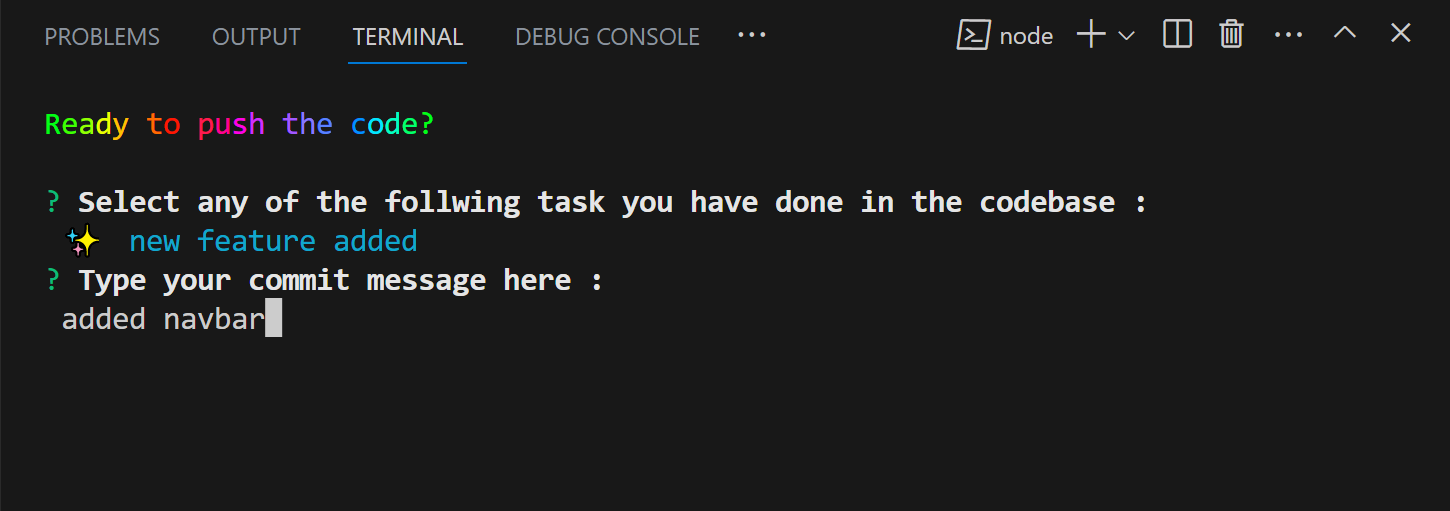 PROBLEMS OUTPUT TERMINAL DEBUG CONSOLE ··· node ···
Ready to push the code?
? Select any of the follwing task you have done in the codebase :
✨ new feature added
? Type your commit message here :
added navbar